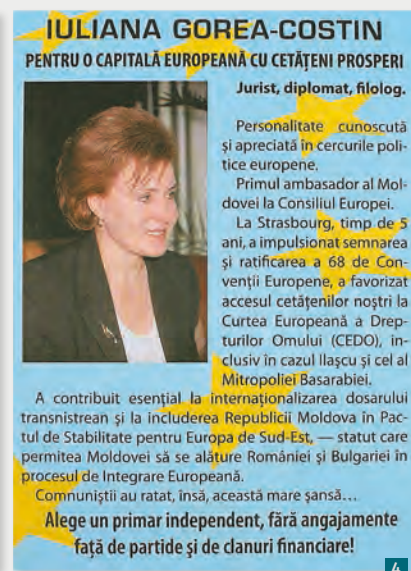 IULIANA GOREA-COSTIN
PENTRU O CAPITALĂ EUROPEANĂ CU CETĂȚENI PROSPERI
Jurist, diplomat, filolog.
Personalitate cunoscută
și apreciată în cercurile poli-
tice europene.
Primul ambasador al Mol-
dovei la Consiliul Europei.
La Strasbourg, timp de 5
ani, a impulsionat semnarea
și ratificarea a 68 de Con-
venții Europene, a favorizat
accesul cetățenilor noștri la
Curtea Europeană a Drep-
turilor Omului (CEDO), in-
clusiv în cazul Ilașcu și cel al
Mitropoliei Basarabiei.
A contribuit esențial la internaționalizarea dosarului
transnistrean și la includerea Republicii Moldova în Pac-
tul de Stabilitate pentru Europa de Sud-Est, — statut care
permitea Moldovei să se alăture României și Bulgariei în
procesul de Integrare Europeană.
Comuniștii au ratat, însă, această mare șansă...
Alege un primar independent, fără angajamente
față de partide și de clanuri financiare!
4